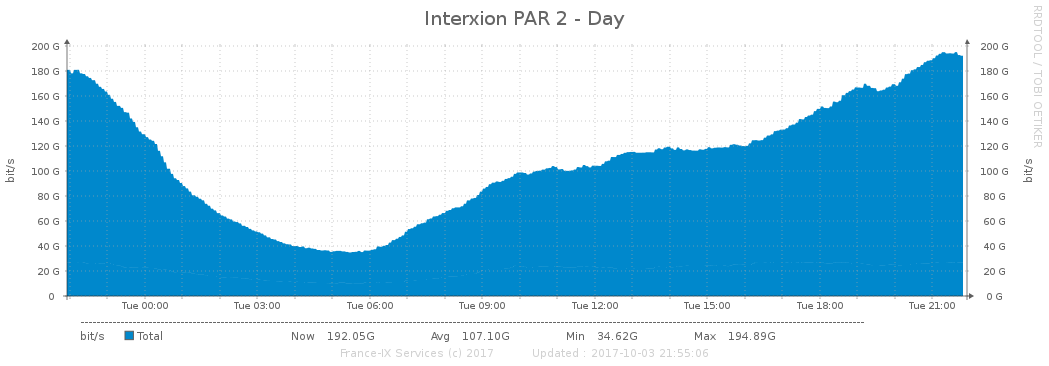 Interxion PAR 2 - Day
RRDTOOL / TOBI OETIKER
bit/s
bit/s
200 G 200 G
180 G 180 G
160 G 160 G
140 G 140 G
120 G 120 G
100 G 100 G
80 G 80 G
60 G 60 G
40 G 40 G
20 G 20 G
0 0 G
Tue 00:00 Tue 03:00 Tue 06:00 Tue 09:00 Tue 12:00 Tue 15:00 Tue 18:00 Tue 21:00
bit/s Total Now 192.05G Avg 107.10G Min 34.62G Max 194.89G
France-IX Services (c) 2017 Updated : 2017-10-03 21:55:06